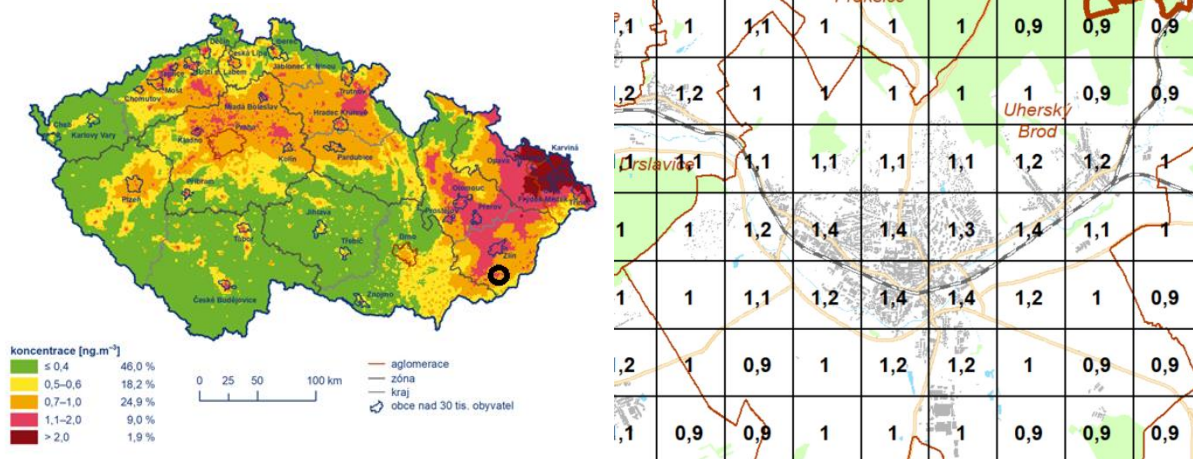 Děčín
Liberec
Česká Lípa
Teplice
Ústí n. Labem
Jablonec n. Nisou
Most
Chomutov
Trutnov
Mladá Boleslav
Cheb
Karlovy Vary
Hradec Králové
Kladno
Praha
Kolín
Pardubice
Plzeň
Příbram
Tábor
Jihlava
Třebíč
České Budějovice
Znojmo
Brno
Opava
Karviná
Frýdek-Místek
Olomouc
Prostějov
Přerov
Zlín
koncentrace [ng.m⁻³]
≤ 0,4 46,0 %
0,5–0,6 18,2 %
0,7–1,0 24,9 %
1,1–2,0 9,0 %
> 2,0 1,9 %
0 25 50 100 km
aglomerace
zóna
kraj
obce nad 30 tis. obyvatel
,1 1 1,1 1 1 1 0,9 0,9 0,9
,2 1,2 1 1 1 1 1 0,9 0,9
Uherský
Brod
,1 1,1 1,1 1,1 1,1 1,1 1,2 1,2 1
1 1 1,2 1,4 1,4 1,3 1,4 1,1 1
1 1 1,1 1,2 1,4 1,4 1,2 1 0,9
,2 1 0,9 1 1,2 1,2 1 0,9 0,9
,1 0,9 0,9 1 1 1 0,9 0,9 0,9